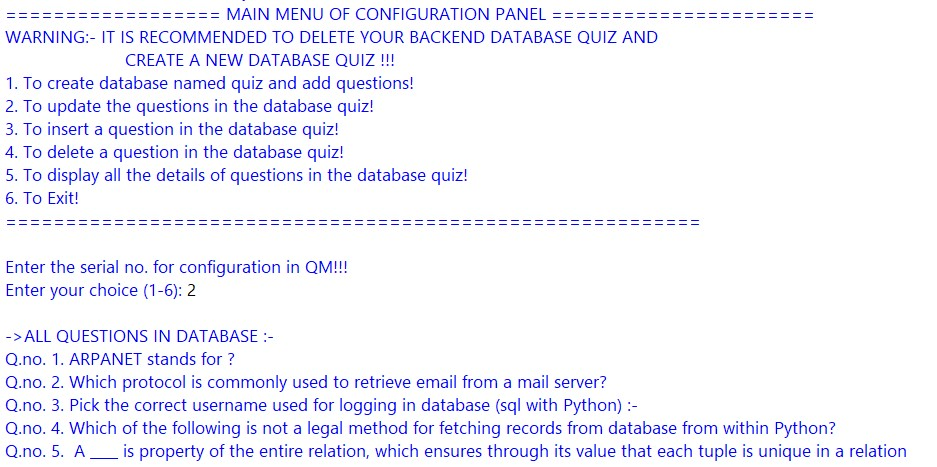 ================== MAIN MENU OF CONFIGURATION PANEL ======================
WARNING:- IT IS RECOMMENDED TO DELETE YOUR BACKEND DATABASE QUIZ AND
CREATE A NEW DATABASE QUIZ !!!
1. To create database named quiz and add questions!
2. To update the questions in the database quiz!
3. To insert a question in the database quiz!
4. To delete a question in the database quiz!
5. To display all the details of questions in the database quiz!
6. To Exit!
==========================================================
Enter the serial no. for configuration in QM!!!
Enter your choice (1-6): 2
->ALL QUESTIONS IN DATABASE :-
Q.no. 1. ARPANET stands for ?
Q.no. 2. Which protocol is commonly used to retrieve email from a mail server?
Q.no. 3. Pick the correct username used for logging in database (sql with Python) :-
Q.no. 4. Which of the following is not a legal method for fetching records from database from within Python?
Q.no. 5.  A ___ is property of the entire relation, which ensures through its value that each tuple is unique in a relation